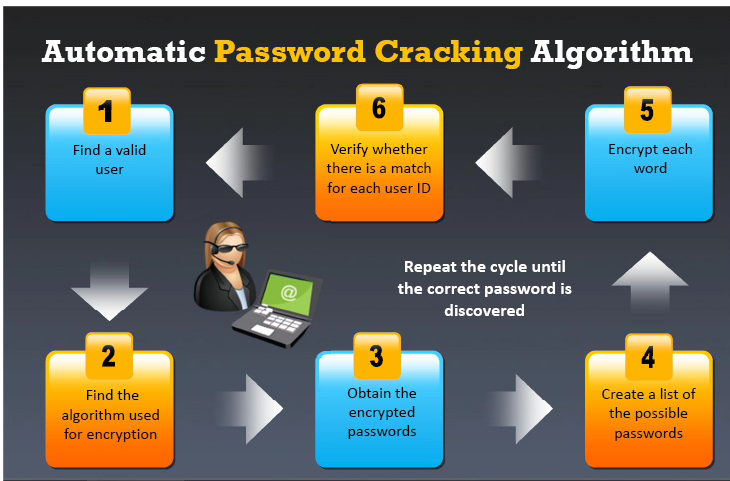 Automatic Password Cracking Algorithm
1
Find a valid
user
2
Find the
algorithm used
for encryption
3
Obtain the
encrypted
passwords
4
Create a list of
the possible
passwords
5
Encrypt each
word
6
Verify whether
there is a match
for each user ID
Repeat the cycle until
the correct password is
discovered
@